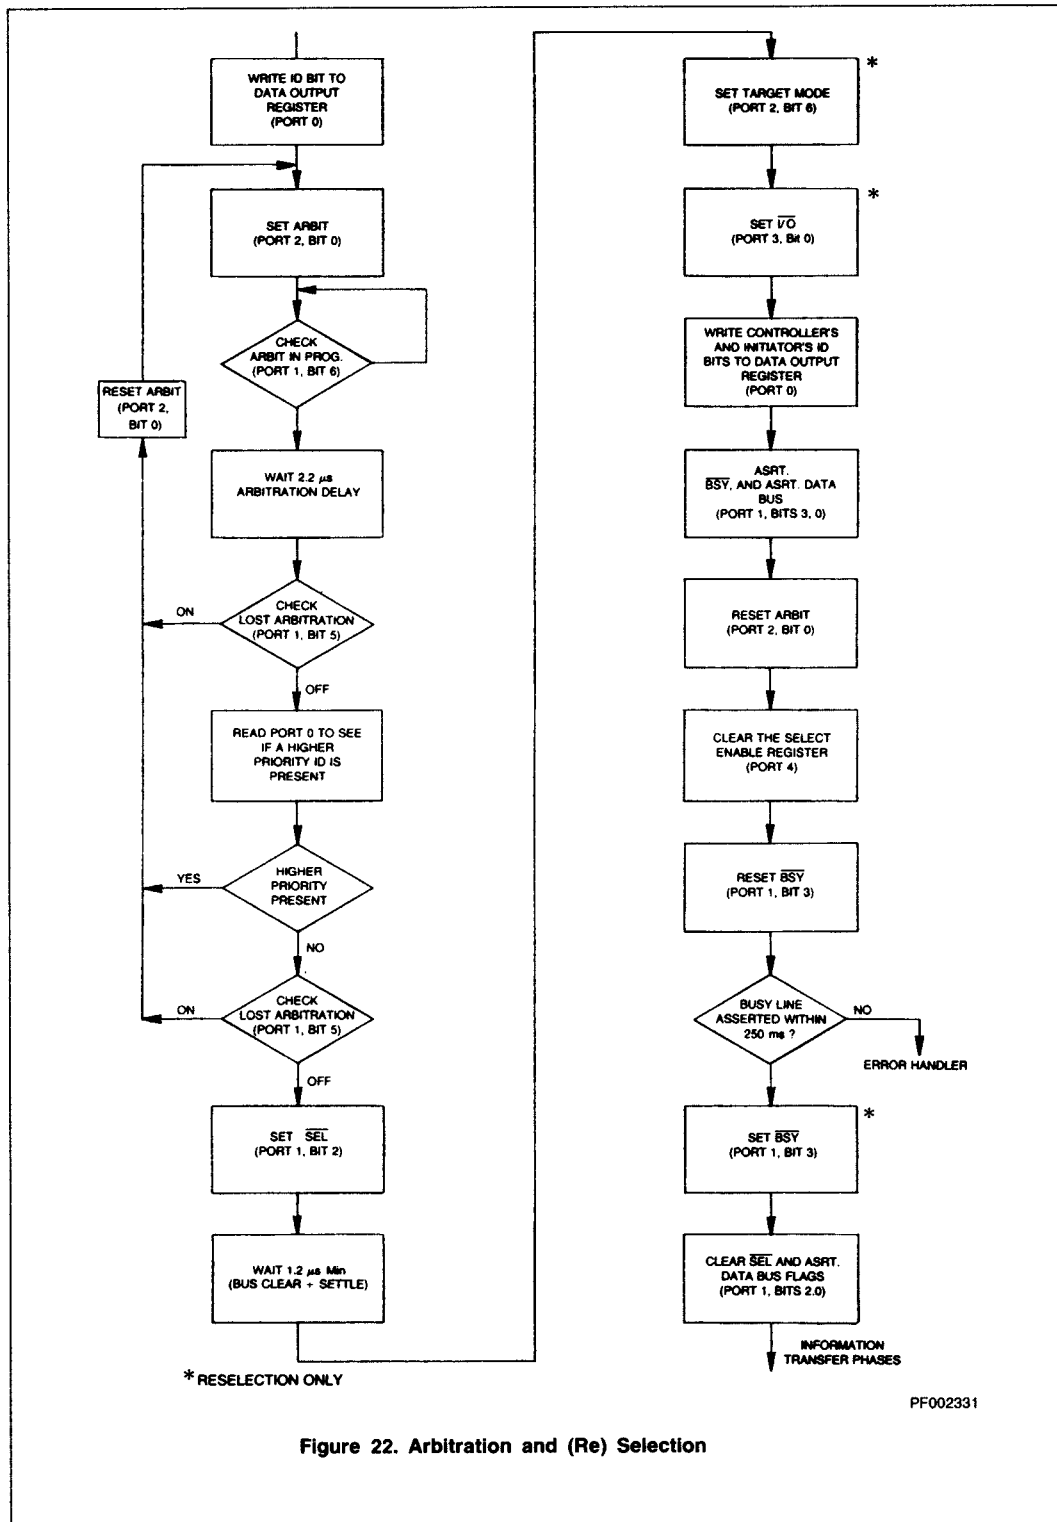 WRITE ID BIT TO
DATA OUTPUT
REGISTER
(PORT 0)
SET ARBIT
(PORT 2, BIT 0)
CHECK
ARBIT IN PROG.
(PORT 1, BIT 6)
RESET ARBIT
(PORT 2,
BIT 0)
WAIT 2.2 μs
ARBITRATION DELAY
CHECK
LOST ARBITRATION
(PORT 1, BIT 5)
ON
OFF
READ PORT 0 TO SEE
IF A HIGHER
PRIORITY ID IS
PRESENT
HIGHER
PRIORITY
PRESENT
YES
NO
CHECK
LOST ARBITRATION
(PORT 1, BIT 5)
ON
OFF
SET S̅E̅L̅
(PORT 1, BIT 2)
WAIT 1.2 μs Min
(BUS CLEAR + SETTLE)
* RESELECTION ONLY
*
SET TARGET MODE
(PORT 2, BIT 6)
*
SET I̅/̅O̅
(PORT 3, Bit 0)
WRITE CONTROLLER'S
AND INITIATOR'S ID
BITS TO DATA OUTPUT
REGISTER
(PORT 0)
ASRT.
B̅S̅Y̅, AND ASRT. DATA
BUS
(PORT 1, BITS 3, 0)
RESET ARBIT
(PORT 2, BIT 0)
CLEAR THE SELECT
ENABLE REGISTER
(PORT 4)
RESET B̅S̅Y̅
(PORT 1, BIT 3)
BUSY LINE
ASSERTED WITHIN
250 ms ?
NO
ERROR HANDLER
*
SET B̅S̅Y̅
(PORT 1, BIT 3)
CLEAR S̅E̅L̅ AND ASRT.
DATA BUS FLAGS
(PORT 1, BITS 2.0)
INFORMATION
TRANSFER PHASES
PF002331
Figure 22. Arbitration and (Re) Selection